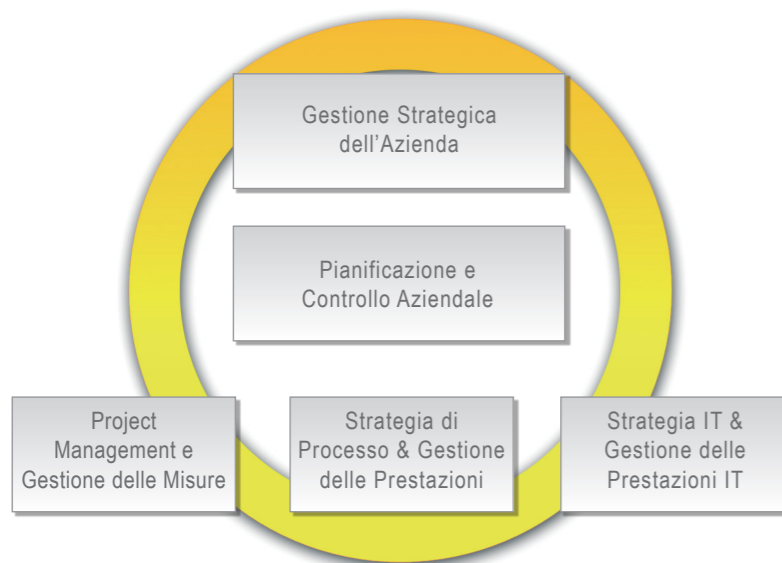 Gestione Strategica
dell'Azienda
Pianificazione e
Controllo Aziendale
Project
Management e
Gestione delle Misure
Strategia di
Processo & Gestione
delle Prestazioni
Strategia IT &
Gestione delle
Prestazioni IT